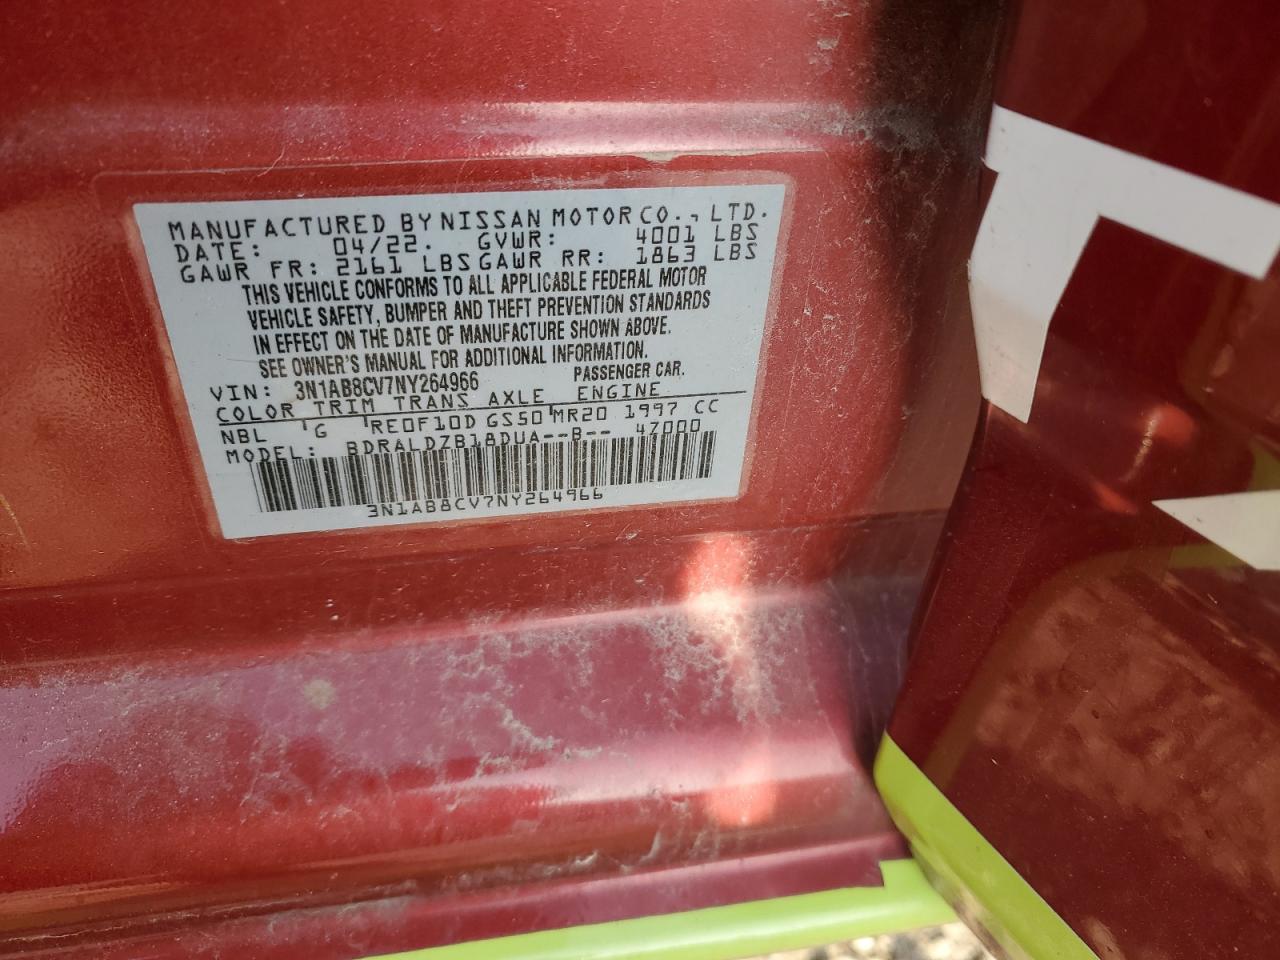 MANUFACTURED BY NISSAN MOTOR CO., LTD.
DATE: 04/22. GVWR: 4001 LBS
GAWR FR: 2161 LBS GAWR RR: 1863 LBS
THIS VEHICLE CONFORMS TO ALL APPLICABLE FEDERAL MOTOR
VEHICLE SAFETY, BUMPER AND THEFT PREVENTION STANDARDS
IN EFFECT ON THE DATE OF MANUFACTURE SHOWN ABOVE.
SEE OWNER'S MANUAL FOR ADDITIONAL INFORMATION.
VIN: 3N1AB8CV7NY264966 PASSENGER CAR.
COLOR TRIM TRANS AXLE ENGINE
NBL G RE0F10D GS50 MR20 1997 CC
MODEL: BDRALDZB18DUA--B-- 47000
3N1AB8CV7NY264966